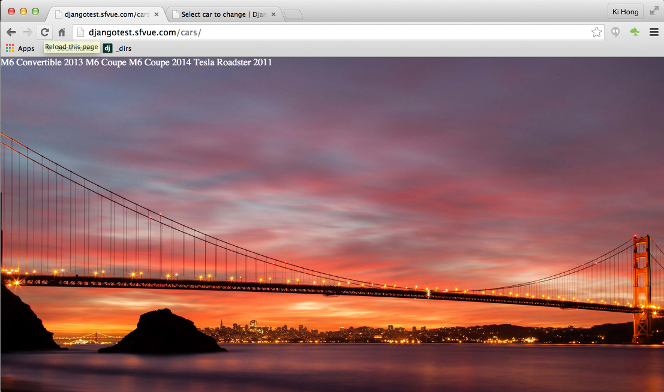 djangotest.sfvue.com/cars
Select car to change | Djan
Ki Hong
djangotest.sfvue.com/cars/
Apps
Reload this page
dj
_dirs
M6 Convertible 2013 M6 Coupe M6 Coupe 2014 Tesla Roadster 2011